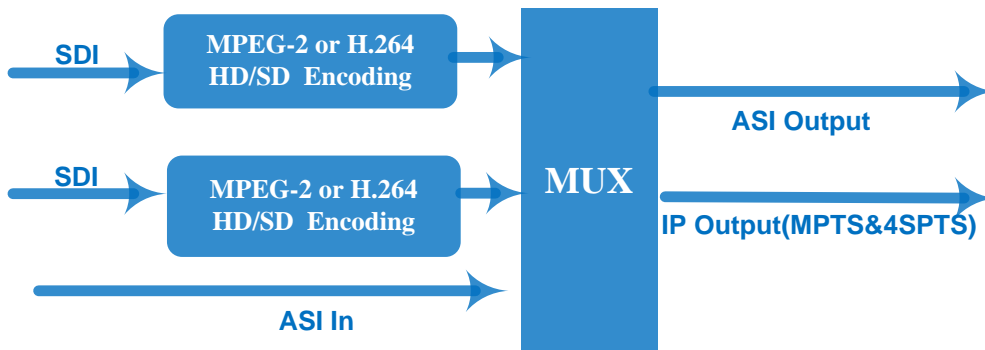 SDI
MPEG-2 or H.264
HD/SD Encoding
SDI
MPEG-2 or H.264
HD/SD Encoding
ASI In
MUX
ASI Output
IP Output(MPTS&4SPTS)